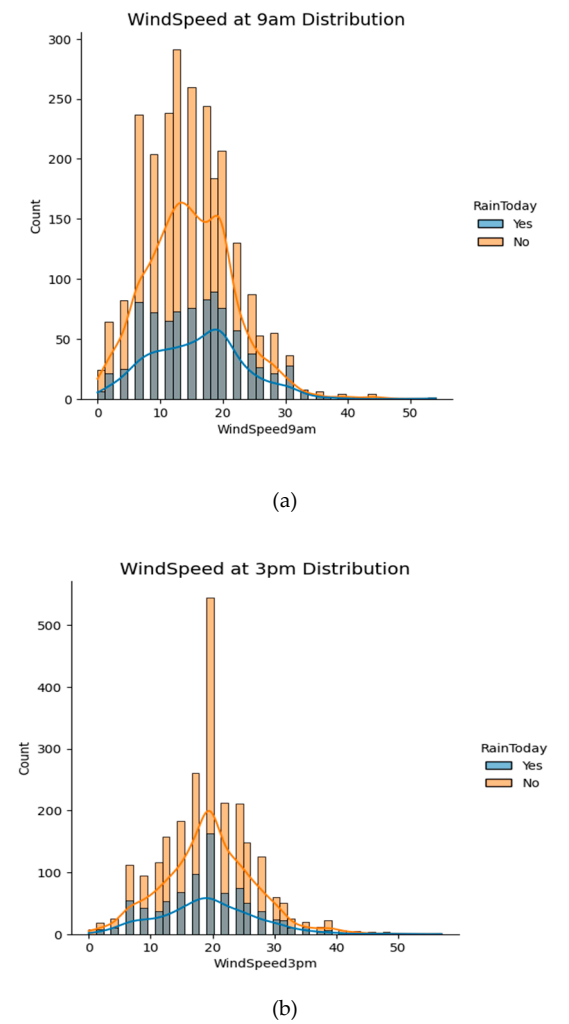 WindSpeed at 9am Distribution
300
250
200
150
100
50
0
Count
0 10 20 30 40 50
WindSpeed9am
RainToday
Yes
No
(a)
WindSpeed at 3pm Distribution
500
400
300
200
100
0
Count
0 10 20 30 40 50
WindSpeed3pm
RainToday
Yes
No
(b)